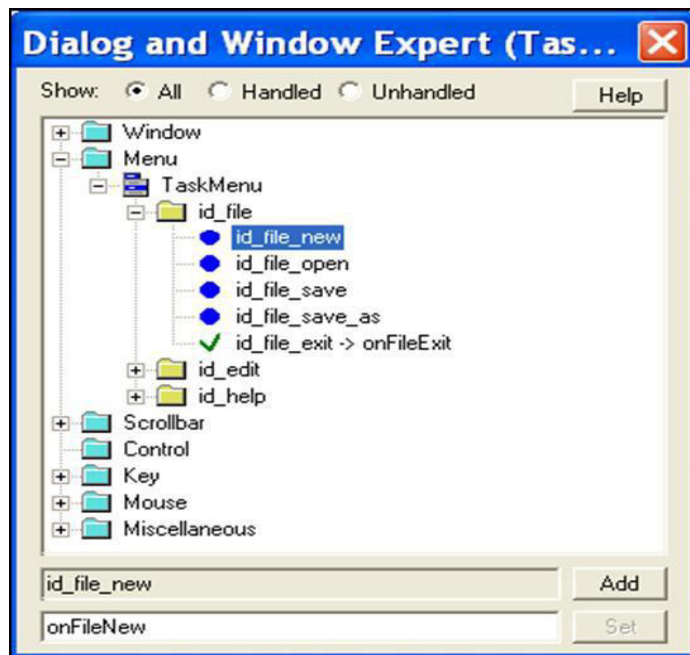 Dialog and Window Expert (Tas...
Show: All Handled Unhandled Help
Window
Menu
TaskMenu
id_file
id_file_new
id_file_open
id_file_save
id_file_save_as
id_file_exit -> onFileExit
id_edit
id_help
Scrollbar
Control
Key
Mouse
Miscellaneous
id_file_new Add
onFileNew Set